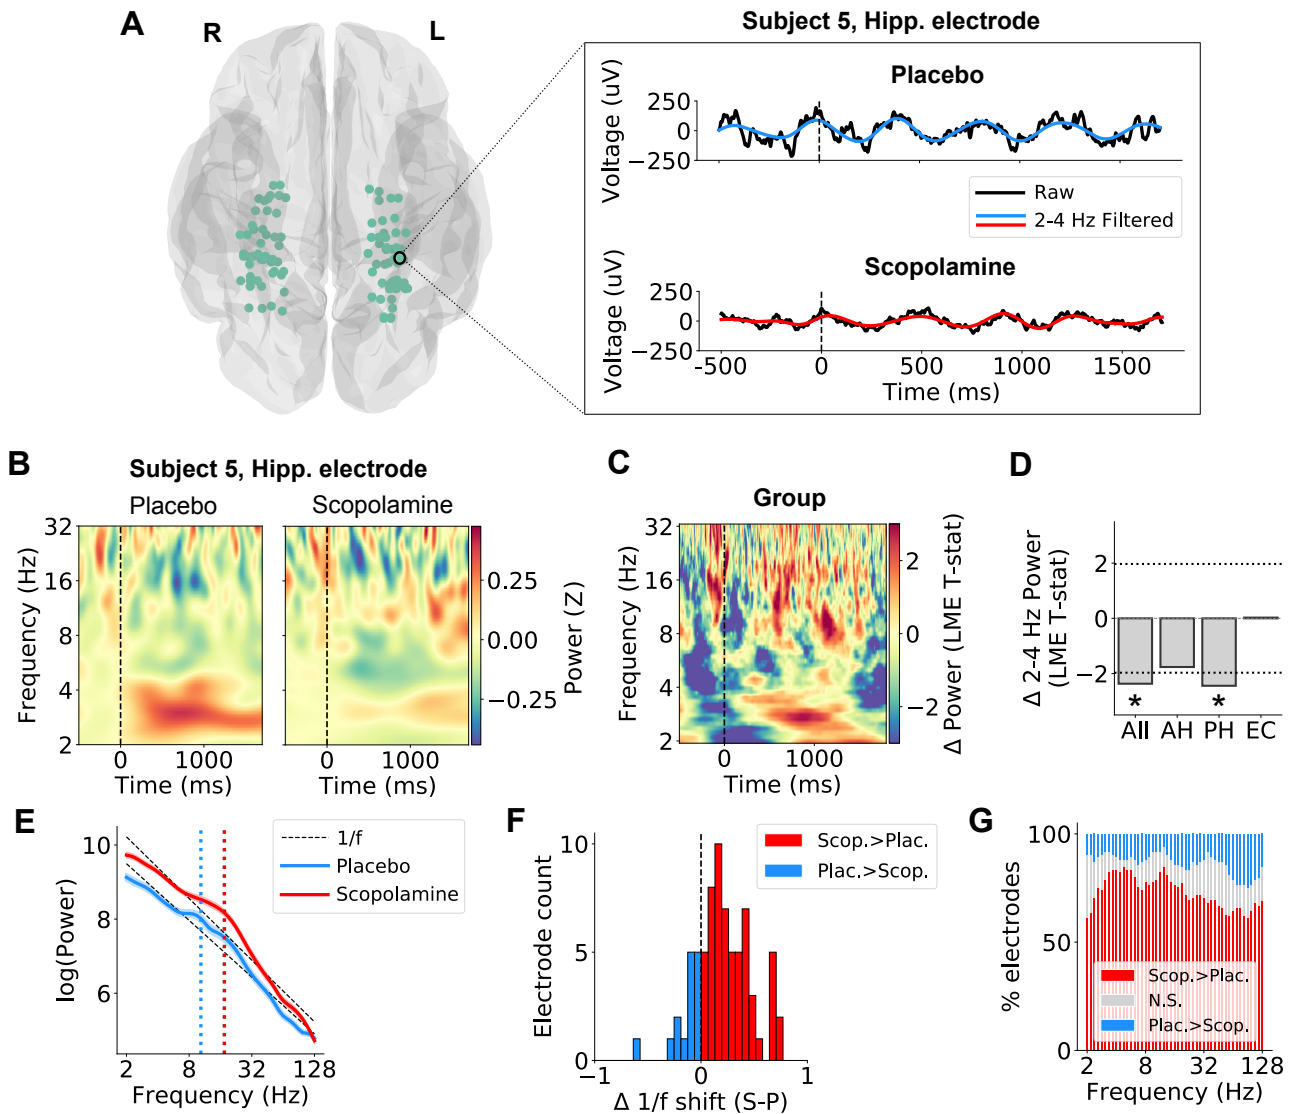 A
R
L
Subject 5, Hipp. electrode
Placebo
Voltage (uV)
250
0
−250
Raw
2-4 Hz Filtered
Scopolamine
Voltage (uV)
250
0
−250
-500
0
500
1000
1500
Time (ms)
B
Subject 5, Hipp. electrode
Placebo
Scopolamine
Frequency (Hz)
32
16
8
4
2
0
1000
Time (ms)
0
1000
Time (ms)
0.25
0.00
−0.25
Power (Z)
C
Group
Frequency (Hz)
32
16
8
4
2
0
1000
Time (ms)
2
0
−2
Δ Power (LME T-stat)
D
Δ 2-4 Hz Power
(LME T-stat)
2
0
−2
* *
All AH PH EC
E
log(Power)
10
8
6
1/f
Placebo
Scopolamine
2 8 32 128
Frequency (Hz)
F
Electrode count
10
5
0
Scop.>Plac.
Plac.>Scop.
−1 0 1
Δ 1/f shift (S-P)
G
% electrodes
100
50
0
Scop.>Plac.
N.S.
Plac.>Scop.
2 8 32 128
Frequency (Hz)